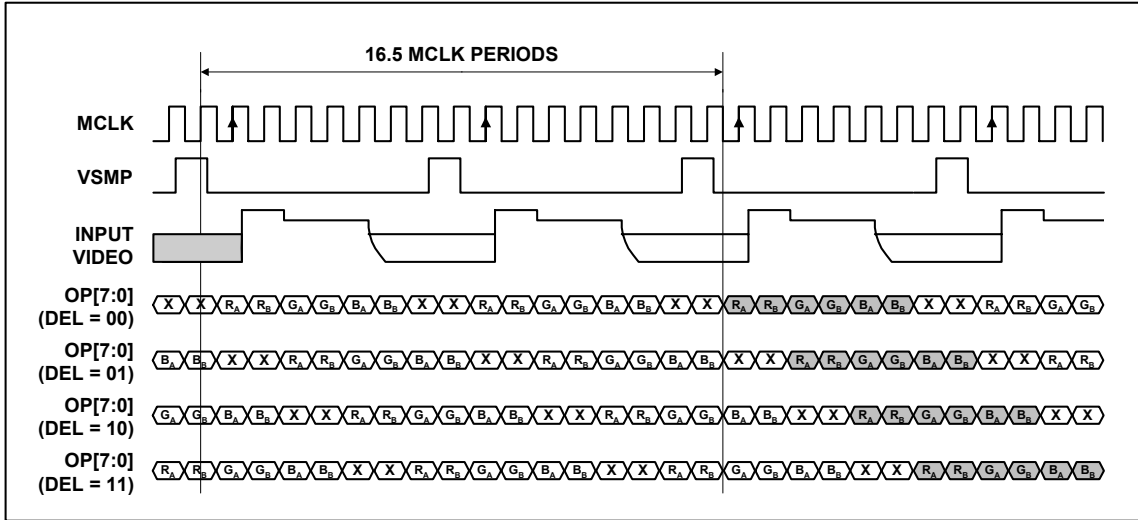 16.5 MCLK PERIODS
MCLK
VSMP
INPUT
VIDEO
OP[7:0]
(DEL = 00)
X X RA RB GA GB BA BB X X RA RB GA GB BA BB X X RA RB GA GB BA BB X X RA RB GA GB
OP[7:0]
(DEL = 01)
BA BB X X RA RB GA GB BA BB X X RA RB GA GB BA BB X X RA RB GA GB BA BB X X RA RB
OP[7:0]
(DEL = 10)
GA GB BA BB X X RA RB GA GB BA BB X X RA RB GA GB BA BB X X RA RB GA GB BA BB X X
OP[7:0]
(DEL = 11)
RA RB GA GB BA BB X X RA RB GA GB BA BB X X RA RB GA GB BA BB X X RA RB GA GB BA BB